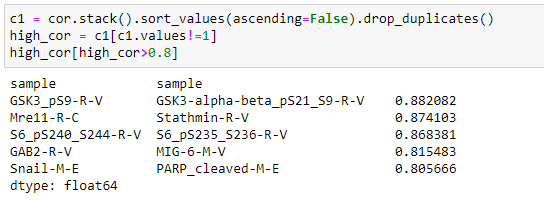 c1 = cor.stack().sort_values(ascending=False).drop_duplicates()
high_cor = c1[c1.values!=1]
high_cor[high_cor>0.8]
sample sample
GSK3_pS9-R-V GSK3-alpha-beta_pS21_S9-R-V 0.882082
Mre11-R-C Stathmin-R-V 0.874103
S6_pS240_S244-R-V S6_pS235_S236-R-V 0.868381
GAB2-R-V MIG-6-M-V 0.815483
Snail-M-E PARP_cleaved-M-E 0.805666
dtype: float64